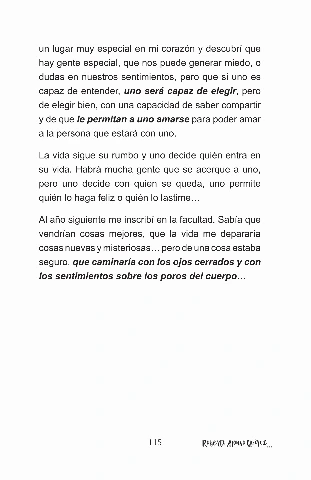 un lugar muy especial en mi corazón y descubrí que
hay gente especial, que nos puede generar miedo, o
dudas en nuestros sentimientos, pero que si uno es
capaz de entender, uno será capaz de elegir, pero
de elegir bien, con una capacidad de saber compartir
y de que le permitan a uno amarse para poder amar
a la persona que estará con uno.
La vida sigue su rumbo y uno decide quién entra en
su vida. Habrá mucha gente que se acerque a uno,
pero uno decide con quien se queda, uno permite
quién lo haga feliz o quién lo lastime…
Al año siguiente me inscribí en la facultad. Sabía que
vendrían cosas mejores, que la vida me depararía
cosas nuevas y misteriosas… pero de una cosa estaba
seguro, que caminaría con los ojos cerrados y con
los sentimientos sobre los poros del cuerpo…
115